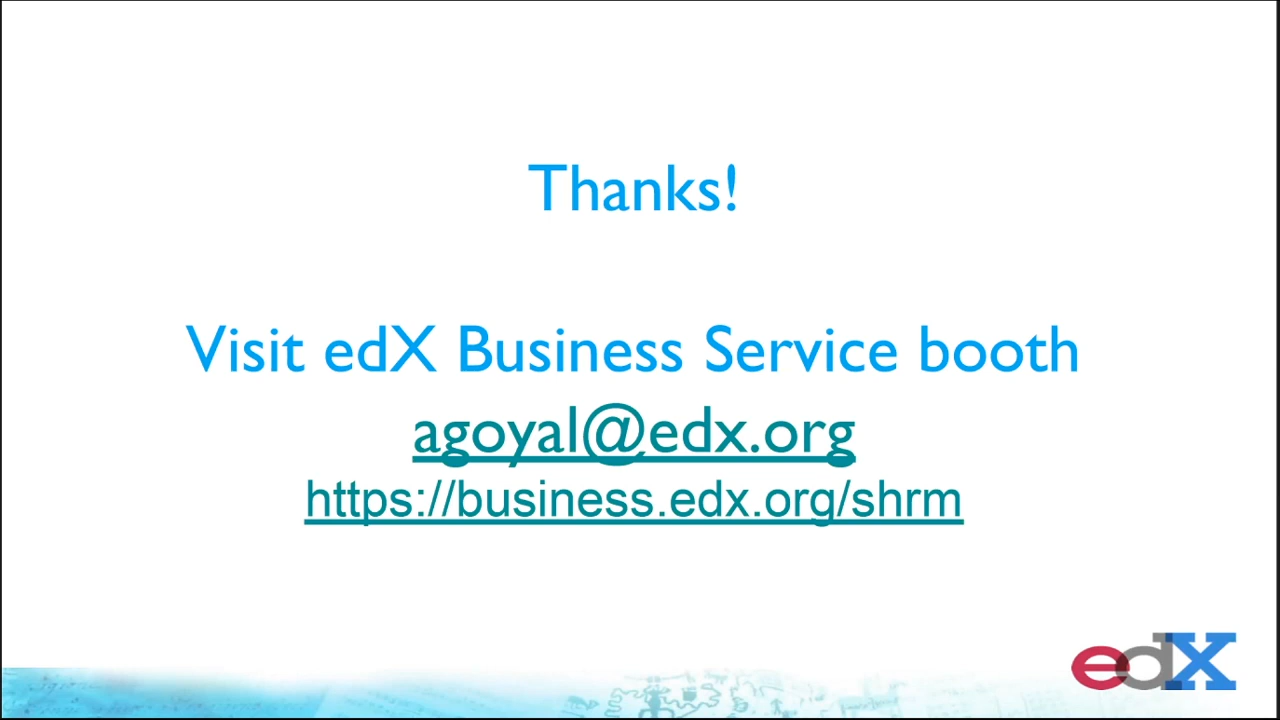 Thanks!
Visit edX Business Service booth
agoyal@edx.org
https://business.edx.org/shrm
edX